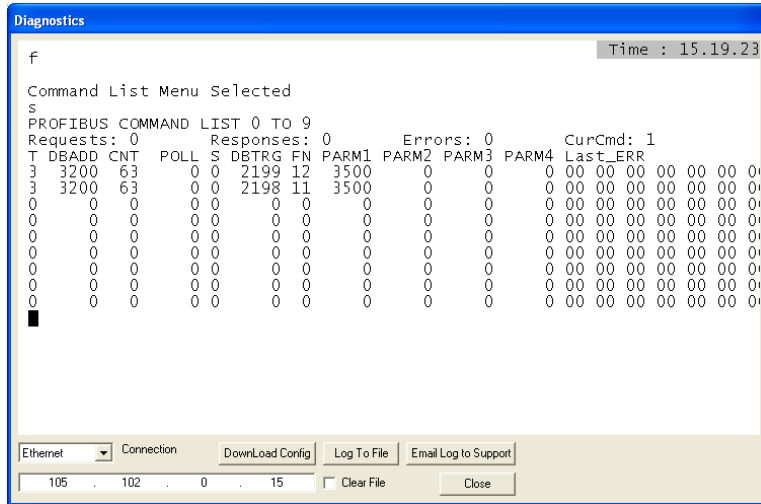 Diagnostics
f
Time : 15.19.23
Command List Menu Selected
S
PROFIBUS COMMAND LIST 0 TO 9
Requests: 0 Responses: 0 Errors: 0 CurCmd: 1
T DBADD CNT POLL S DBTRG FN PARM1 PARM2 PARM3 PARM4 Last_ERR
3 3200 63 0 0 2199 12 3500 0 0 0 00 00 00 00 00 00 0
3 3200 63 0 0 2198 11 3500 0 0 0 00 00 00 00 00 00 0
0 0 0 0 0 0 0 0 0 0 0 00 00 00 00 00 00 0
0 0 0 0 0 0 0 0 0 0 0 00 00 00 00 00 00 0
0 0 0 0 0 0 0 0 0 0 0 00 00 00 00 00 00 0
0 0 0 0 0 0 0 0 0 0 0 00 00 00 00 00 00 0
0 0 0 0 0 0 0 0 0 0 0 00 00 00 00 00 00 0
0 0 0 0 0 0 0 0 0 0 0 00 00 00 00 00 00 0
0 0 0 0 0 0 0 0 0 0 0 00 00 00 00 00 00 0
Ethernet Connection DownLoad Config Log To File Email Log to Support
105 . 102 . 0 . 15 Clear File Close